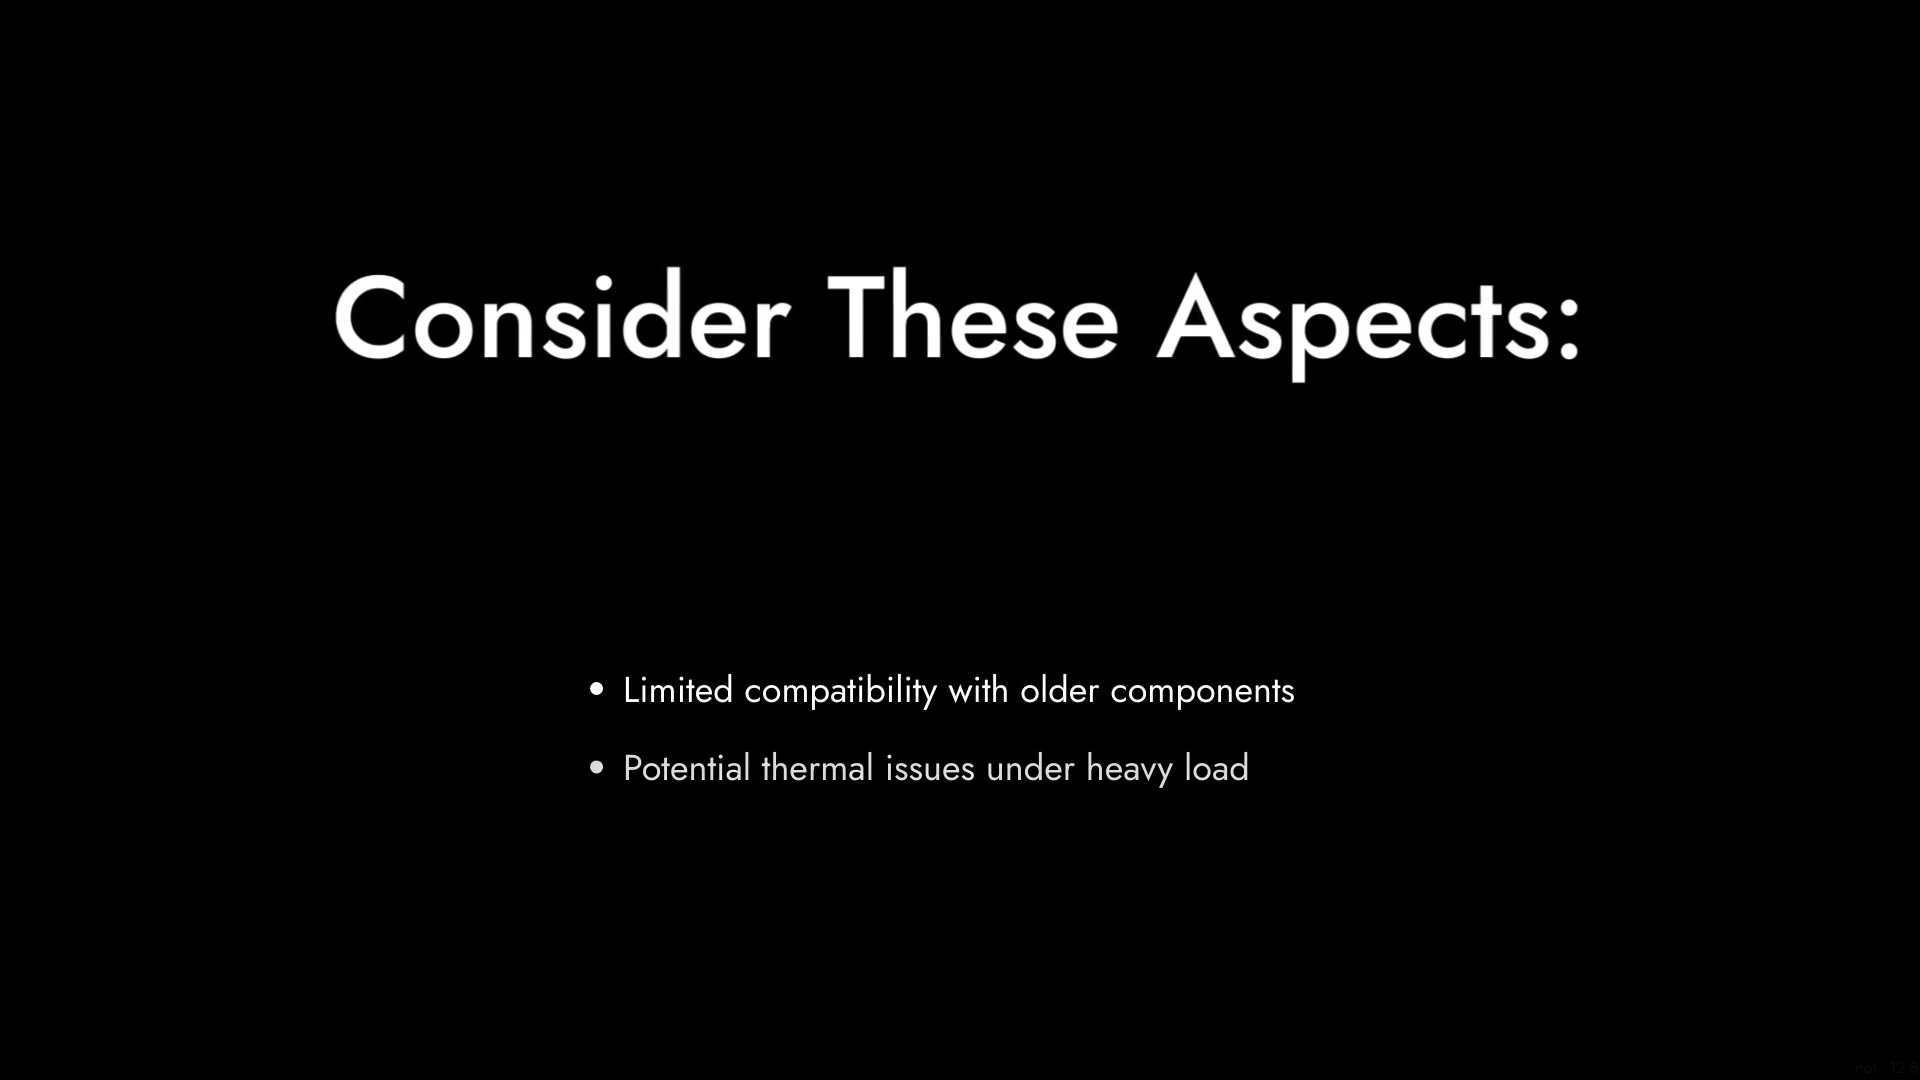 Consider These Aspects:
• Limited compatibility with older components
• Potential thermal issues under heavy load